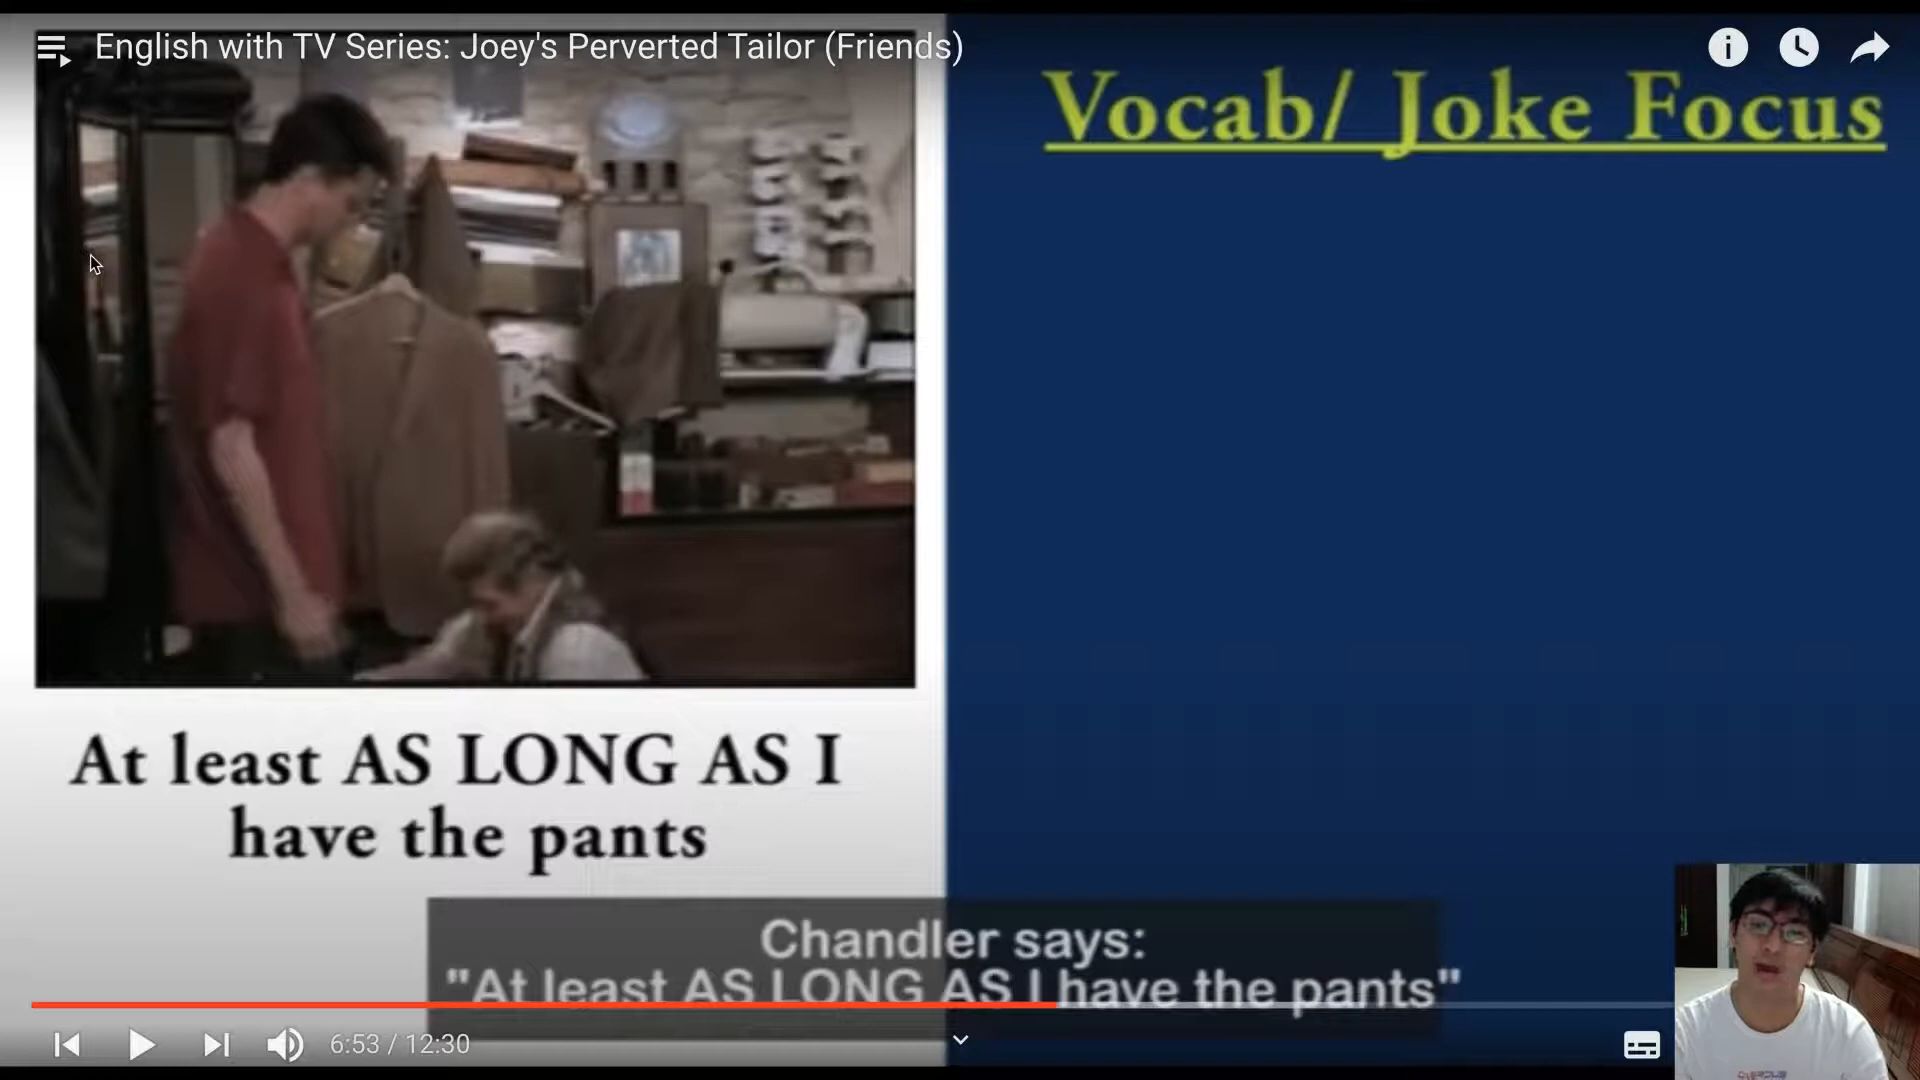 English with TV Series: Joey's Perverted Tailor (Friends)
Vocab/ Joke Focus
At least AS LONG AS I
have the pants
Chandler says:
"At least AS LONG AS I have the pants"
6:53 / 12:30